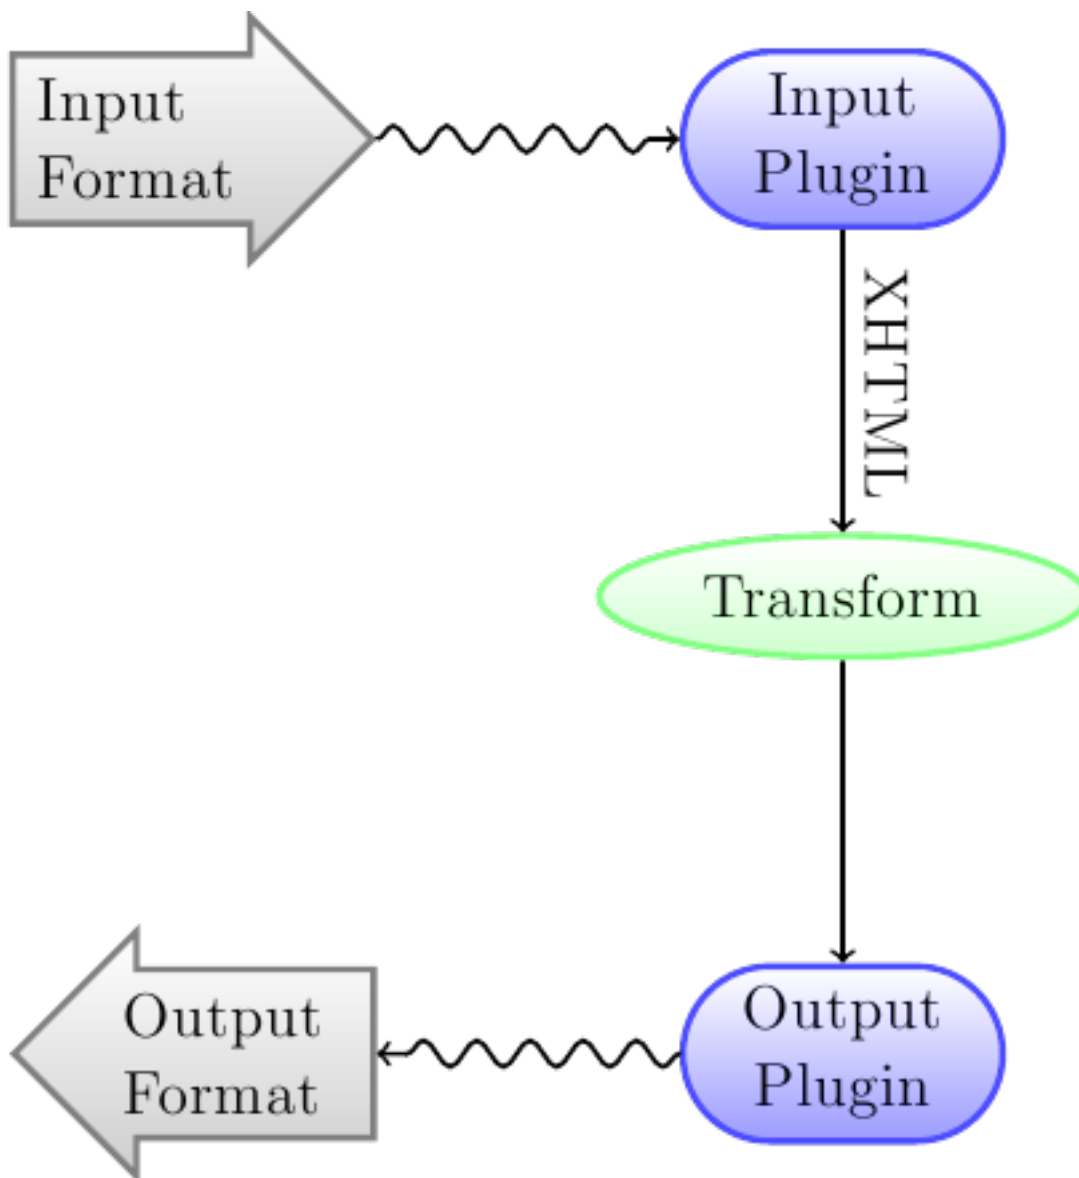 Input
Format
Input
Plugin
XHTML
Transform
Output
Format
Output
Plugin